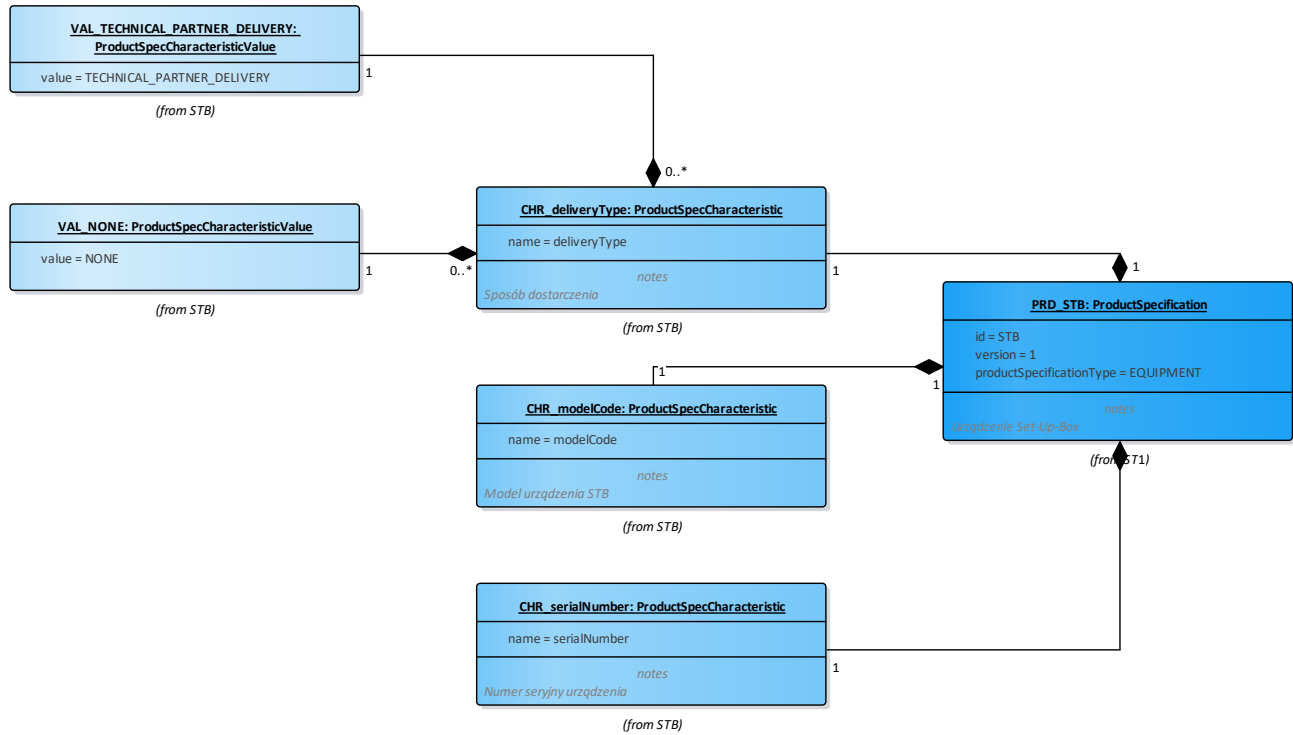 VAL_TECHNICAL_PARTNER_DELIVERY:
ProductSpecCharacteristicValue
value = TECHNICAL_PARTNER_DELIVERY
(from STB)
1
0..*
VAL_NONE: ProductSpecCharacteristicValue
value = NONE
(from STB)
1
0..*
CHR_deliveryType: ProductSpecCharacteristic
name = deliveryType
notes
Sposób dostarczenia
(from STB)
1
1
PRD_STB: ProductSpecification
id = STB
version = 1
productSpecificationType = EQUIPMENT
notes
Urządzenie Set-Up-Box
1
1
CHR_modelCode: ProductSpecCharacteristic
name = modelCode
notes
Model urządzenia STB
(from STB)
CHR_serialNumber: ProductSpecCharacteristic
name = serialNumber
notes
Numer seryjny urządzenia
(from STB)
1